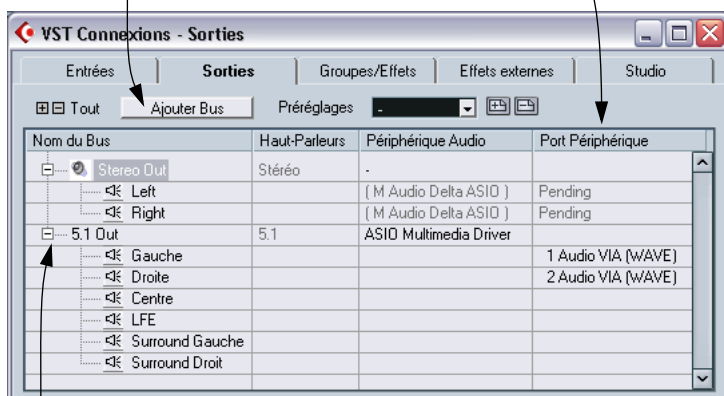 VST Connexions - Sorties
Entrées Sorties Groupes/Effets Effets externes Studio
Tout Ajouter Bus Préréglages -
Nom du Bus Haut-Parleurs Périphérique Audio Port Périphérique
Stereo Out Stéréo -
Left ( M Audio Delta ASIO ) Pending
Right ( M Audio Delta ASIO ) Pending
5.1 Out 5.1 ASIO Multimedia Driver
Gauche 1 Audio VIA (WAVE)
Droite 2 Audio VIA (WAVE)
Centre
LFE
Surround Gauche
Surround Droit